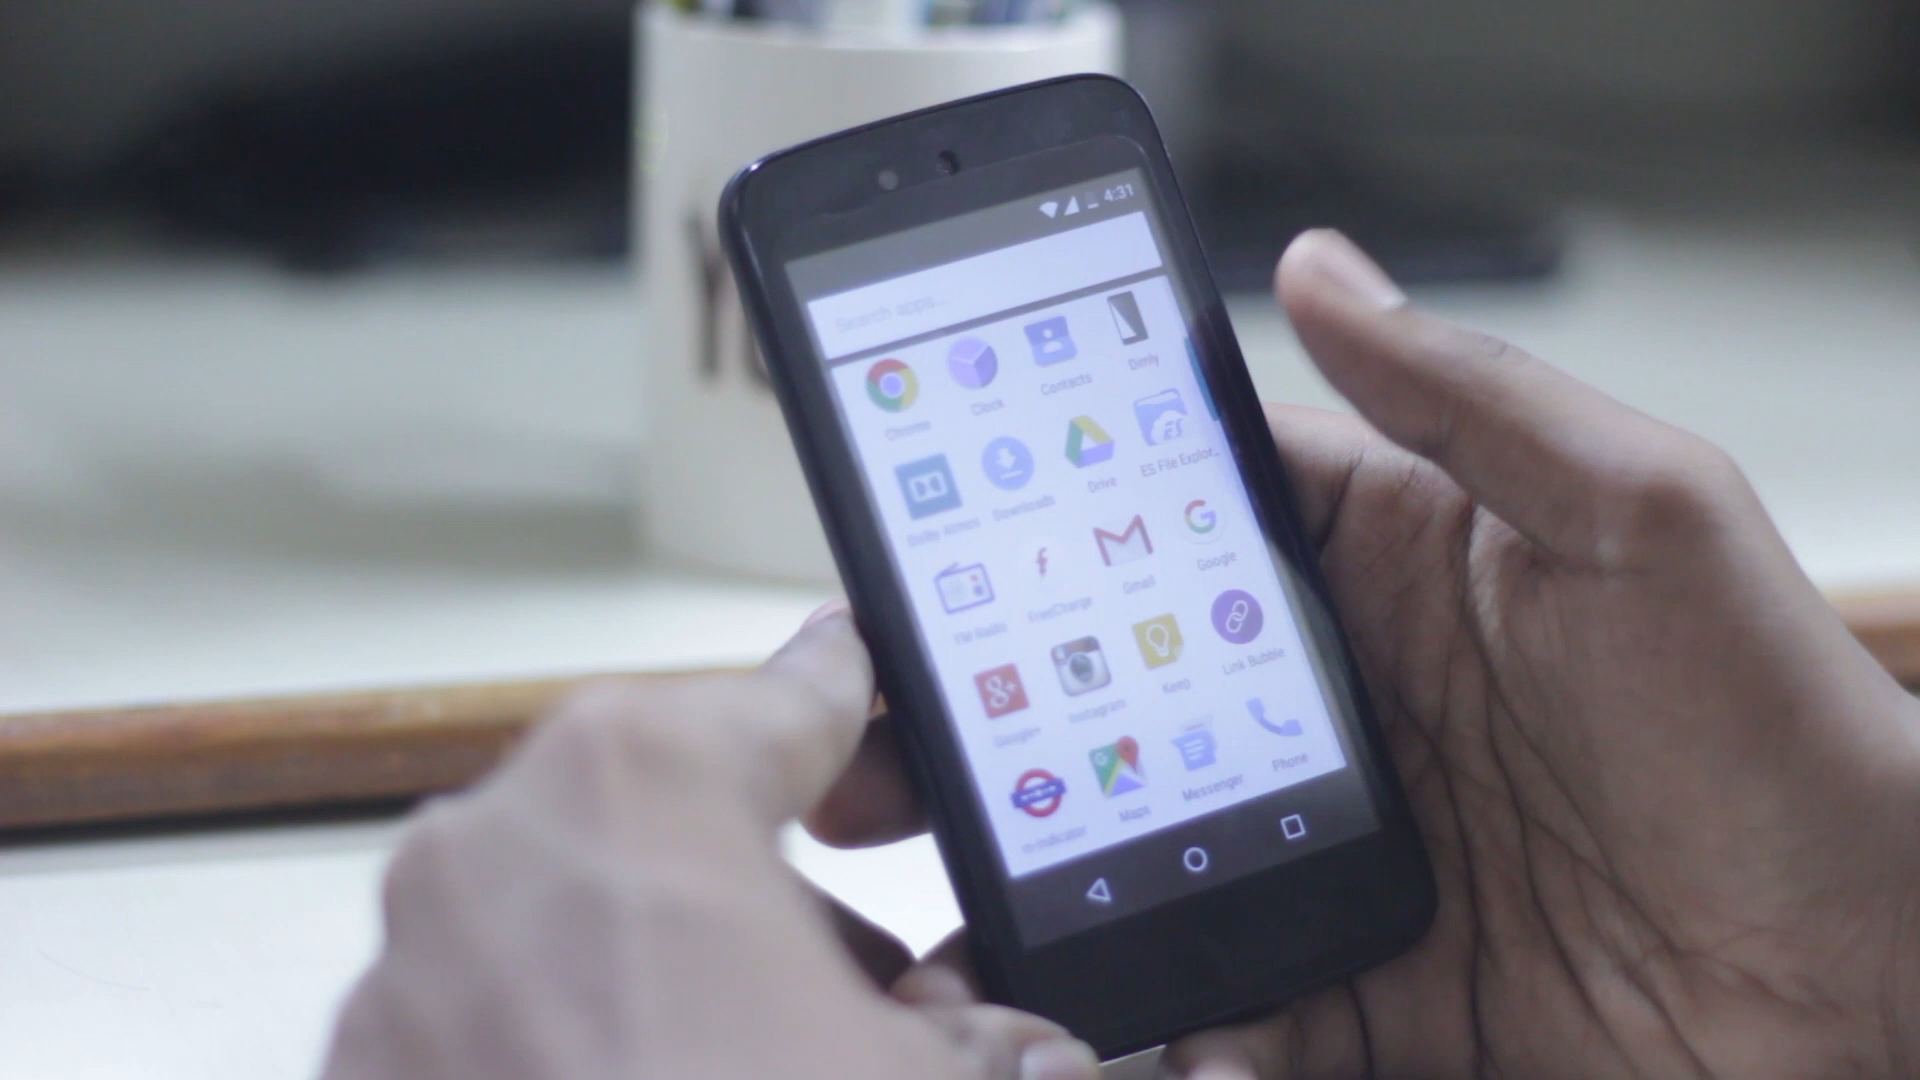 4:31
Search apps...
Chrome
Clock
Contacts
Dimly
Dolby Atmos
Downloads
Drive
ES File Explor...
FM Radio
FreeCharge
Gmail
Google
Google+
Instagram
Keep
Link Bubble
m-Indicator
Maps
Messenger
Phone